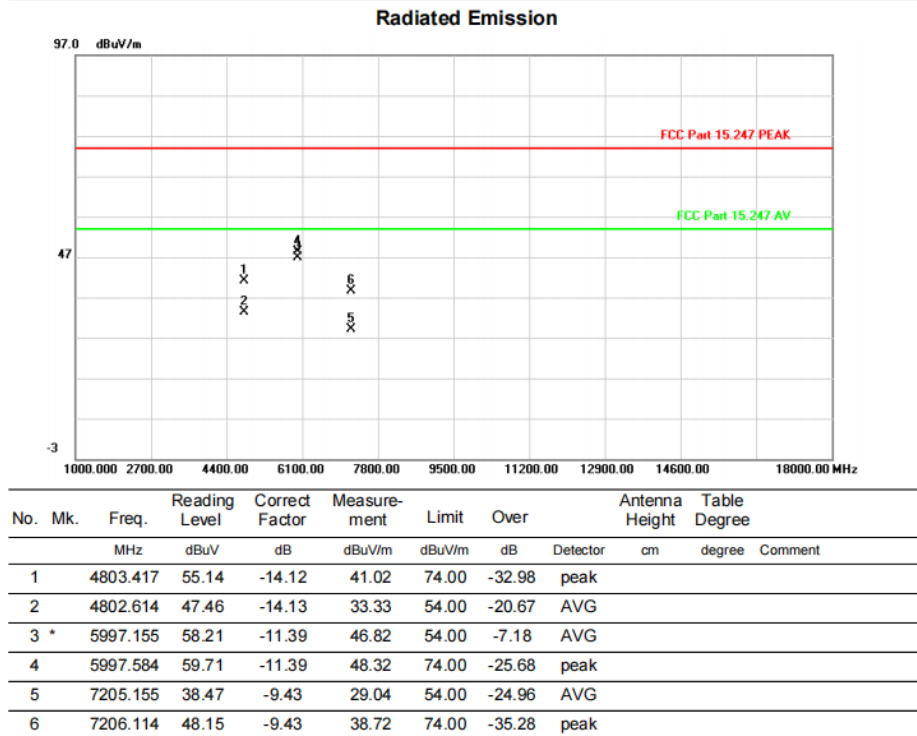 Radiated Emission
97.0 dBuV/m
FCC Part 15.247 PEAK
FCC Part 15.247 AV
4
3
47
1
6
2
5
-3
1000.000 2700.00 4400.00 6100.00 7800.00 9500.00 11200.00 12900.00 14600.00 18000.00 MHz
No. Mk. Freq. Reading Level Correct Factor Measure-ment Limit Over Antenna Height Table Degree
MHz dBuV dB dBuV/m dBuV/m dB Detector cm degree Comment
1 4803.417 55.14 -14.12 41.02 74.00 -32.98 peak
2 4802.614 47.46 -14.13 33.33 54.00 -20.67 AVG
3 * 5997.155 58.21 -11.39 46.82 54.00 -7.18 AVG
4 5997.584 59.71 -11.39 48.32 74.00 -25.68 peak
5 7205.155 38.47 -9.43 29.04 54.00 -24.96 AVG
6 7206.114 48.15 -9.43 38.72 74.00 -35.28 peak